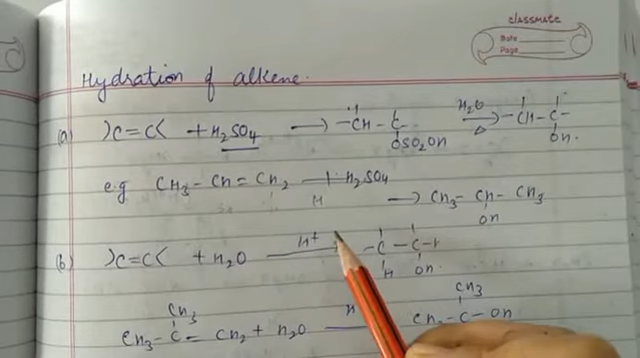 classmate
Date
Page
Hydration of alkene.
(a) >C=C< + H2SO4 → -CH-C- H2O → -CH-C-
Δ
OSO2OH OH.
e.g CH3-CH=CH2 + H2SO4
H → CH3-CH-CH3
OH
(b) >C=C< + H2O H+ -C-C-
H OH.
CH3 CH3
CH3-C=CH2 + H2O H C-OH